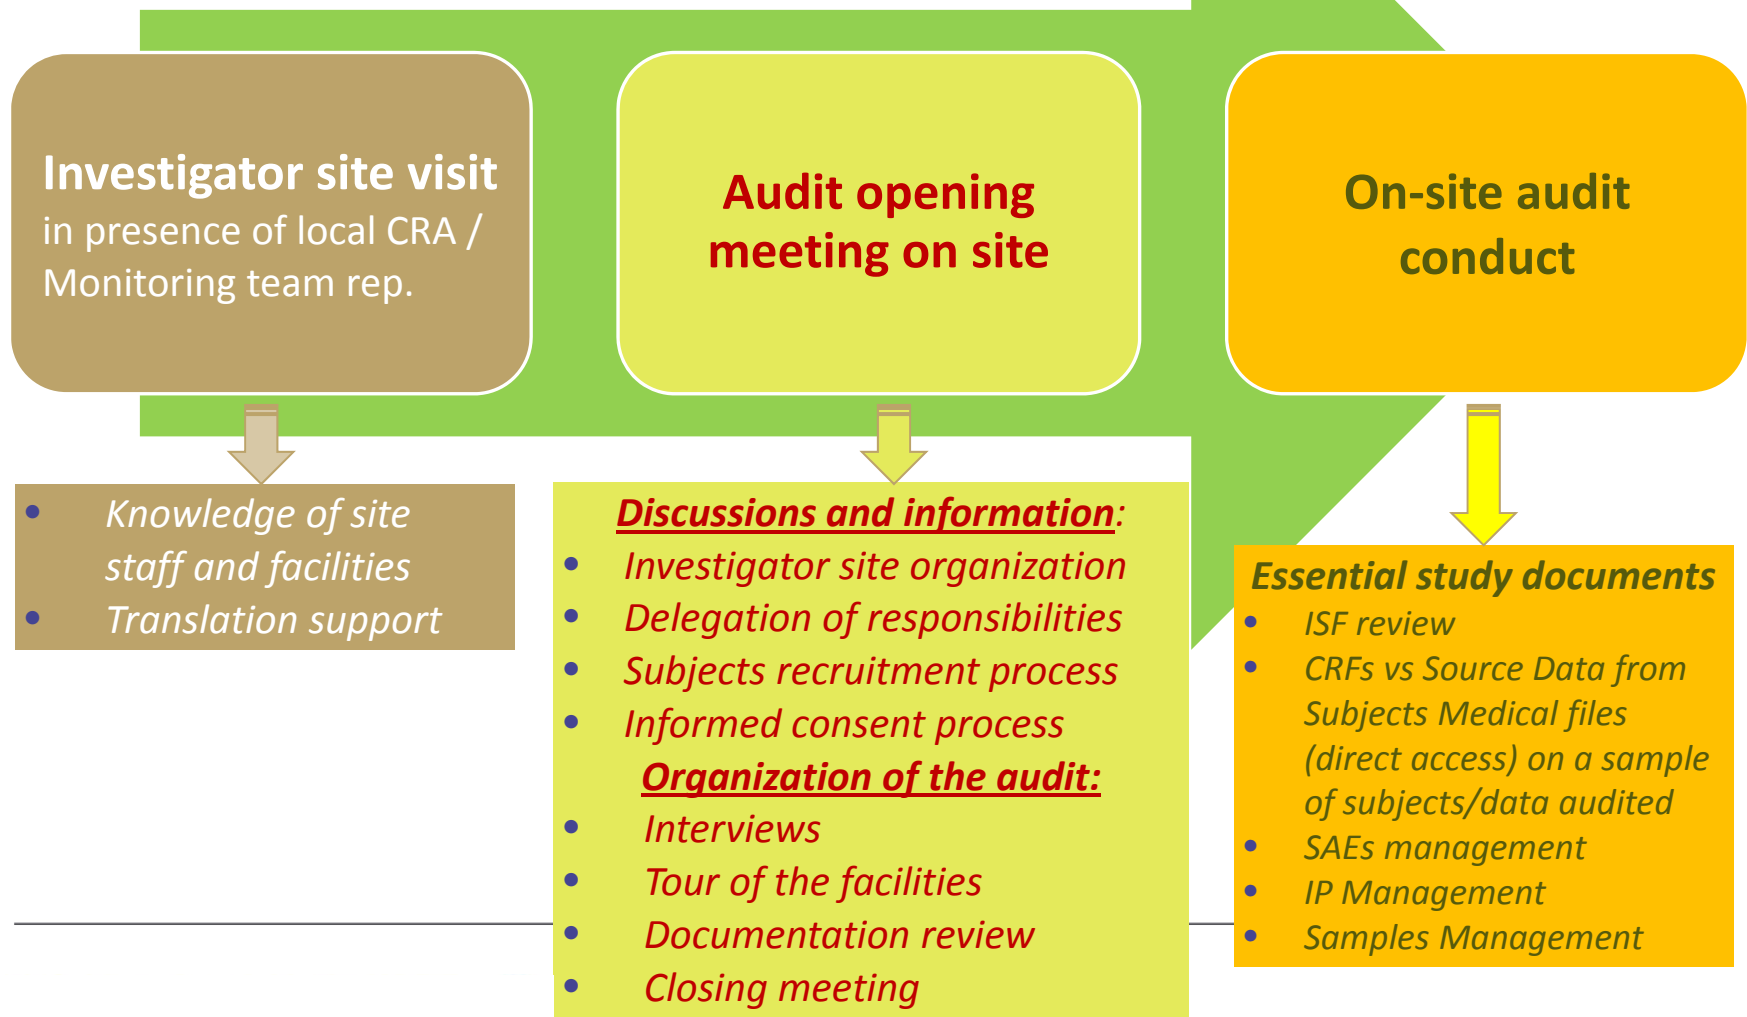 Investigator site visit
in presence of local CRA /
Monitoring team rep.
Audit opening
meeting on site
On-site audit
conduct
• Knowledge of site
staff and facilities
• Translation support
Discussions and information:
• Investigator site organization
• Delegation of responsibilities
• Subjects recruitment process
• Informed consent process
Organization of the audit:
• Interviews
• Tour of the facilities
• Documentation review
• Closing meeting
Essential study documents
• ISF review
• CRFs vs Source Data from
Subjects Medical files
(direct access) on a sample
of subjects/data audited
• SAEs management
• IP Management
• Samples Management